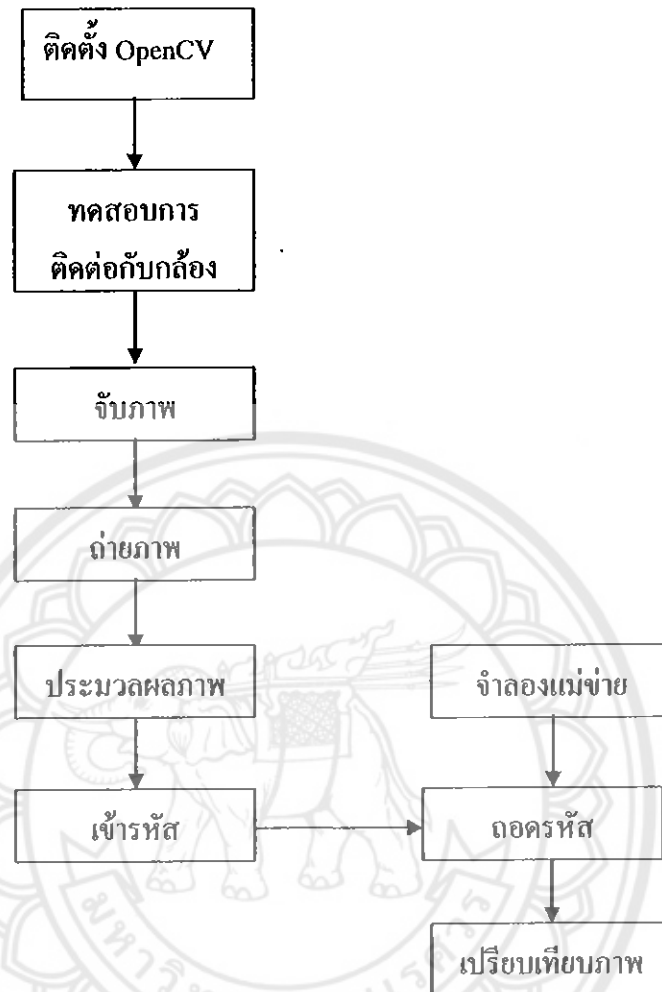 ติดตั้ง OpenCV
ทดสอบการ
ติดต่อกับกล้อง
จับภาพ
ถ่ายภาพ
ประมวลผลภาพ
จำลองแม่ข่าย
เข้ารหัส
ถอดรหัส
เปรียบเทียบภาพ